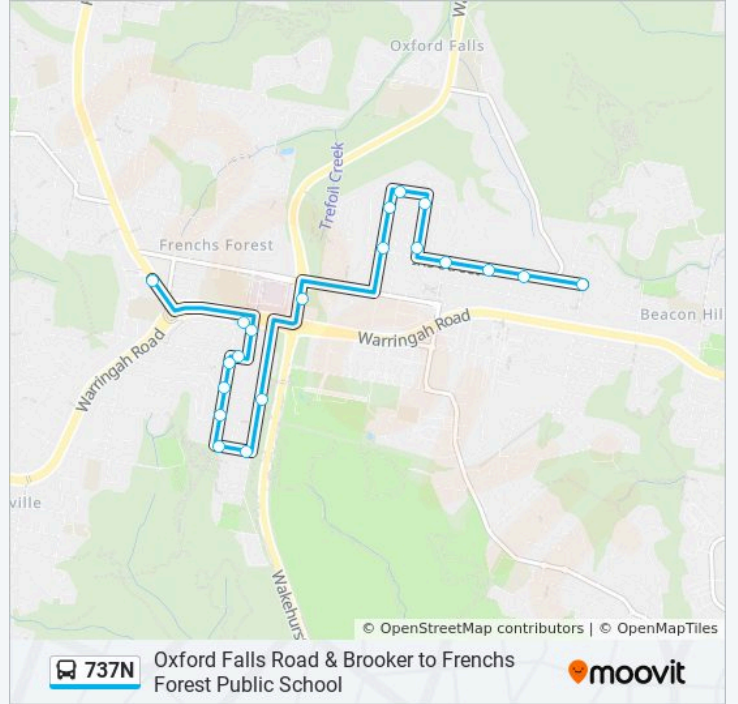 Oxford Falls
Trefoil Creek
Frenchs Forest
Beacon Hil
Warringah Road
Warringah Road
ville
Wakehurs
© OpenStreetMap contributors | © OpenMapTiles
737N
Oxford Falls Road & Brooker to Frenchs
Forest Public School
moovit